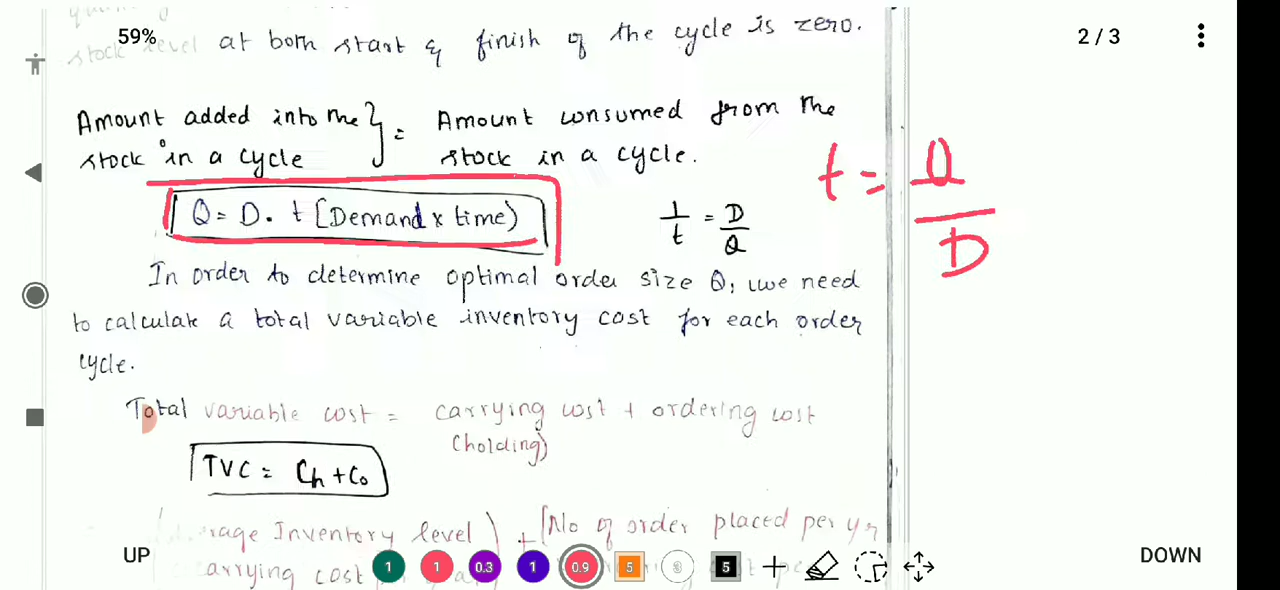 59%
2 / 3
stock level at both start & finish of the cycle is zero.
Amount added into the } = Amount consumed from the
stock in a cycle stock in a cycle.
t = Q/D
Q = D. t [Demand x time)
1/t = D/Q
In order to determine optimal order size Q, we need
to calculate a total variable inventory cost for each order
cycle.
Total variable cost = carrying cost + ordering cost
(holding)
TVC = Ch + Co
Inventory level ) + [No of order placed per yr
carrying cost
UP
1 1 0.3 1 0.9 5 8 5
DOWN